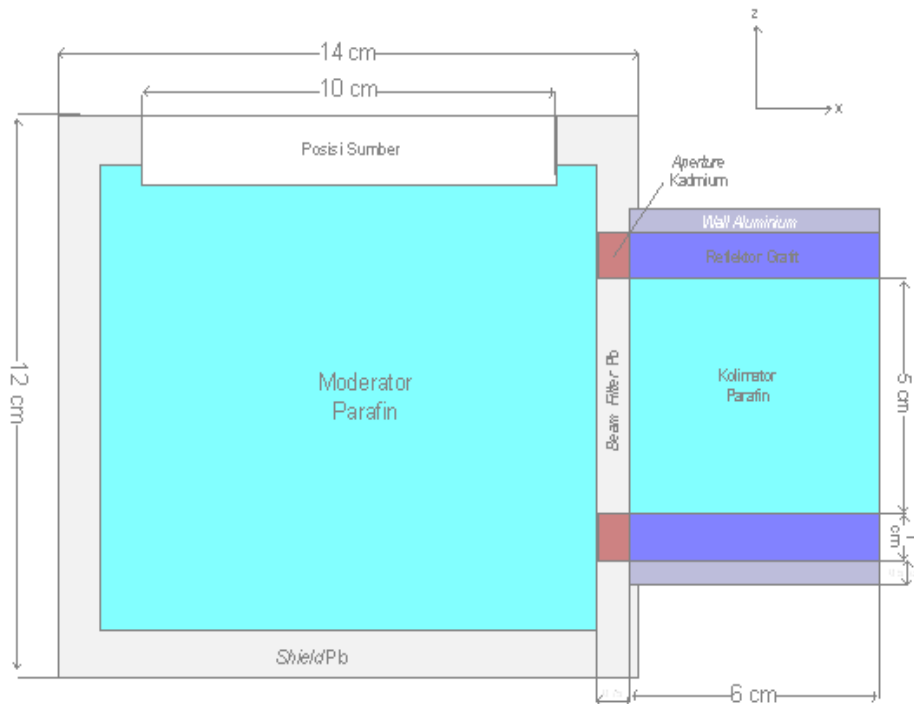 14 cm
z
10 cm
x
Posisi Sumber
Aperture
Kadmium
Wall Aluminium
Reflektor Grafit
12 cm
Moderator
Parafin
Beam Filter Pb
Kolimator
Parafin
5 cm
1
cm
Shield Pb
6 cm